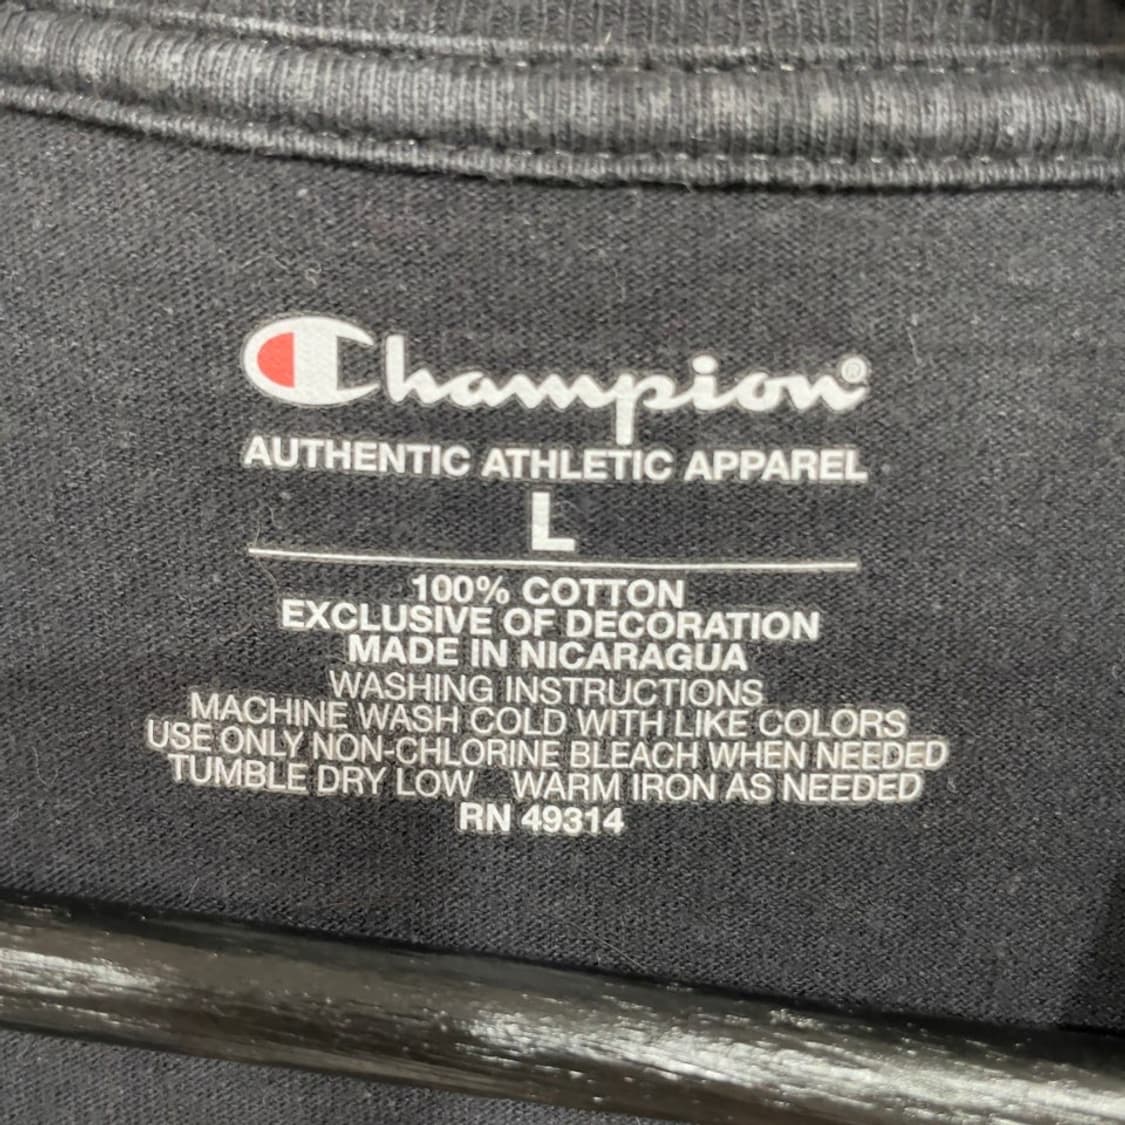 Champion®
AUTHENTIC ATHLETIC APPAREL
L
100% COTTON
EXCLUSIVE OF DECORATION
MADE IN NICARAGUA
WASHING INSTRUCTIONS
MACHINE WASH COLD WITH LIKE COLORS
USE ONLY NON-CHLORINE BLEACH WHEN NEEDED
TUMBLE DRY LOW WARM IRON AS NEEDED
RN 49314